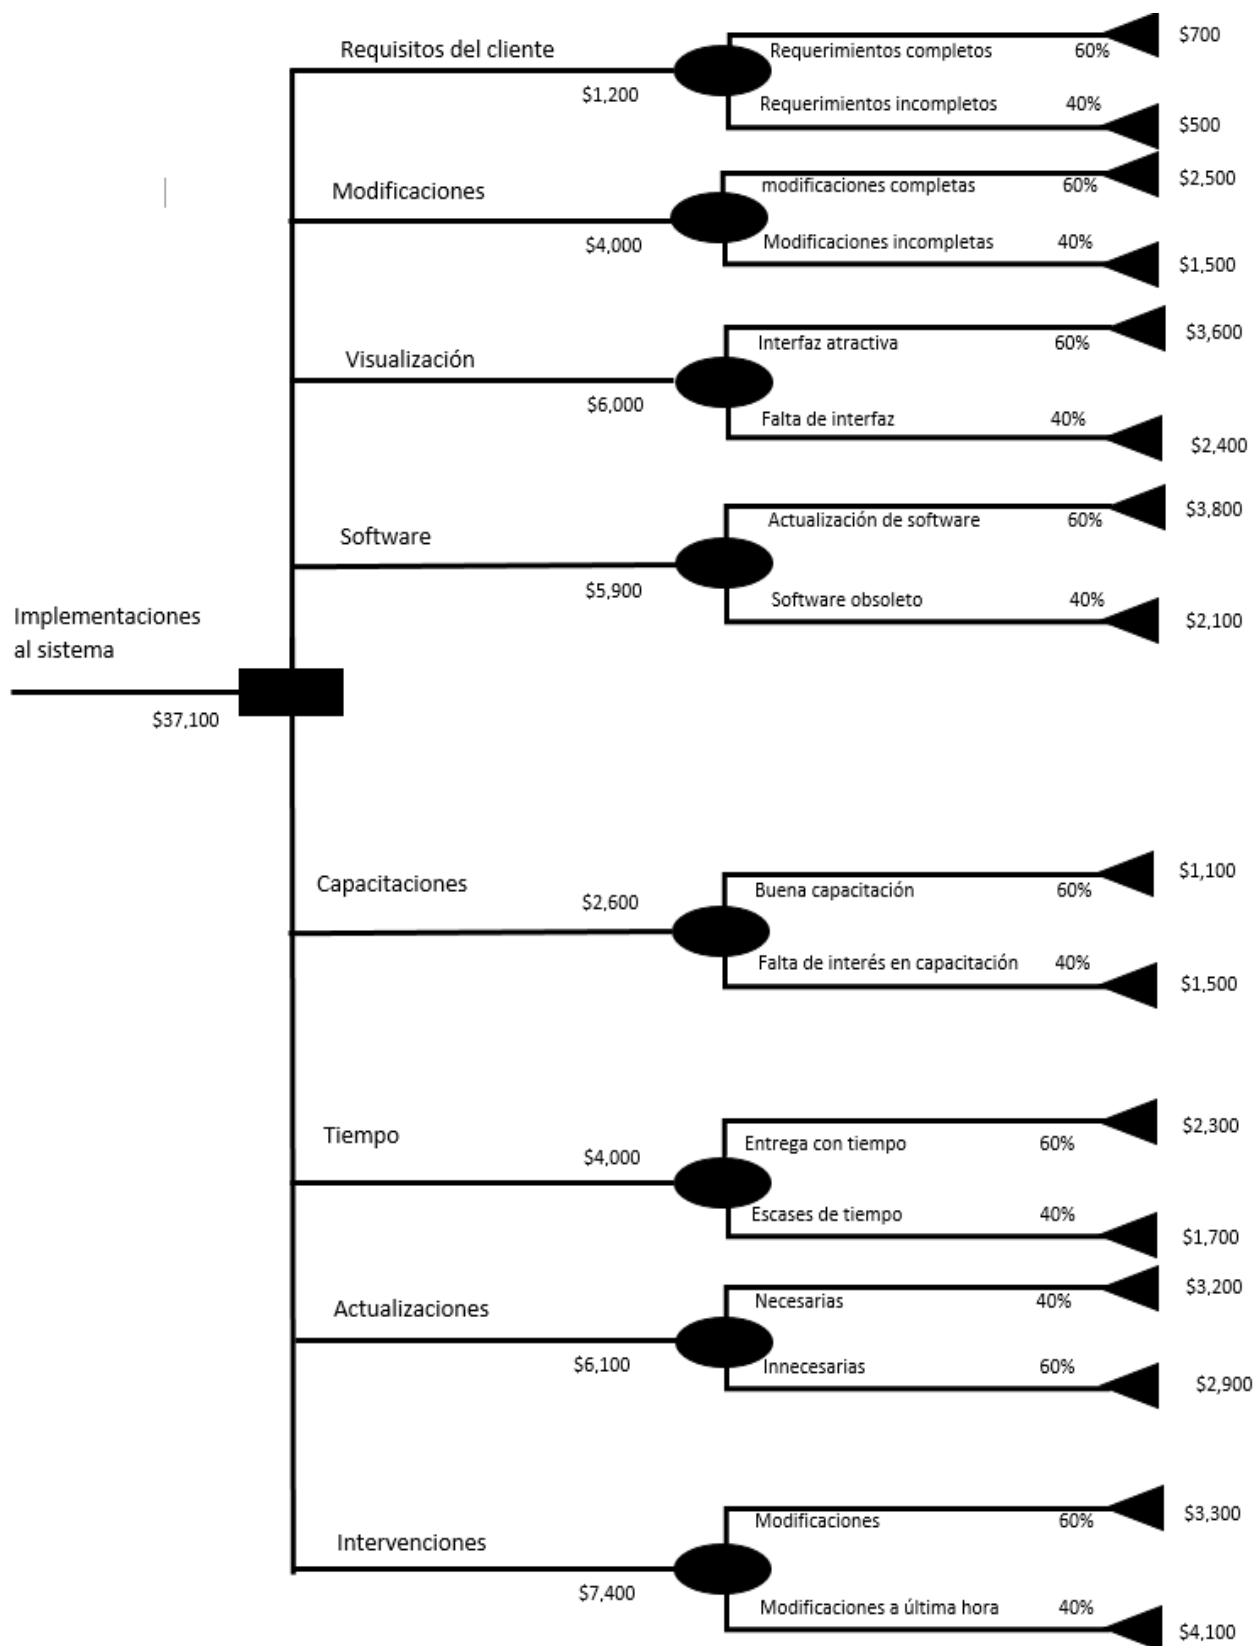 Requisitos del cliente
$1,200
Requerimientos completos 60%
$700
Requerimientos incompletos 40%
$500
Modificaciones
$4,000
modificaciones completas 60%
$2,500
Modificaciones incompletas 40%
$1,500
Visualización
$6,000
Interfaz atractiva 60%
$3,600
Falta de interfaz 40%
$2,400
Software
$5,900
Actualización de software 60%
$3,800
Software obsoleto 40%
$2,100
Implementaciones
al sistema
$37,100
Capacitaciones
$2,600
Buena capacitación 60%
$1,100
Falta de interés en capacitación 40%
$1,500
Tiempo
$4,000
Entrega con tiempo 60%
$2,300
Escases de tiempo 40%
$1,700
Actualizaciones
$6,100
Necesarias 40%
$3,200
Innecesarias 60%
$2,900
Intervenciones
$7,400
Modificaciones 60%
$3,300
Modificaciones a última hora 40%
$4,100